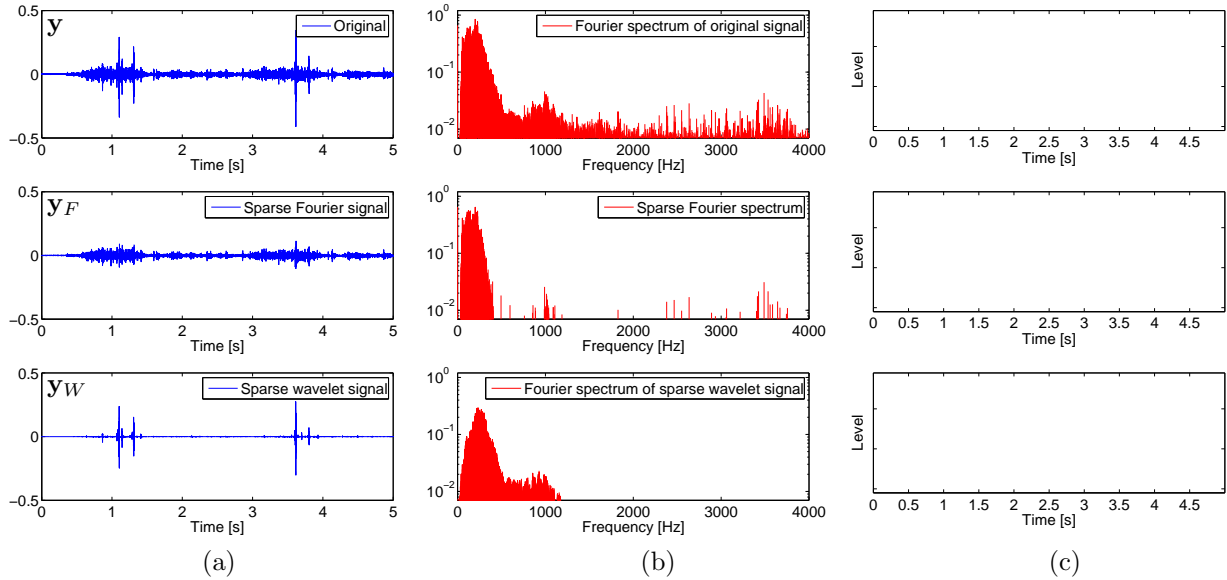 y
Original
0.5
0
−0.5
0 1 2 3 4 5
Time [s]
Fourier spectrum of original signal
10^0
10^−1
10^−2
0 1000 2000 3000 4000
Frequency [Hz]
Level
0 0.5 1 1.5 2 2.5 3 3.5 4 4.5
Time [s]
y_F
Sparse Fourier signal
0.5
0
−0.5
0 1 2 3 4 5
Time [s]
Sparse Fourier spectrum
10^0
10^−1
10^−2
0 1000 2000 3000 4000
Frequency [Hz]
Level
0 0.5 1 1.5 2 2.5 3 3.5 4 4.5
Time [s]
y_W
Sparse wavelet signal
0.5
0
−0.5
0 1 2 3 4 5
Time [s]
Fourier spectrum of sparse wavelet signal
10^0
10^−1
10^−2
0 1000 2000 3000 4000
Frequency [Hz]
Level
0 0.5 1 1.5 2 2.5 3 3.5 4 4.5
Time [s]
(a) (b) (c)